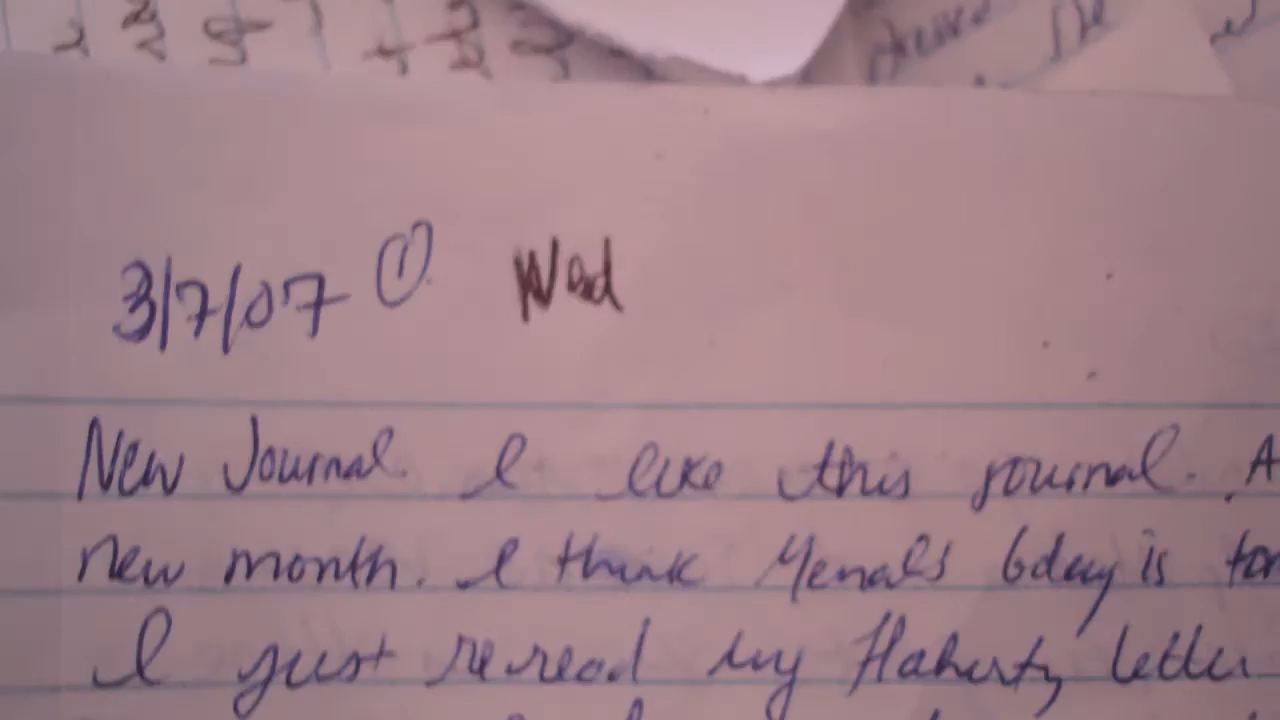 3/7/07 ① Wed
New Journal. I like this journal. A
new month. I think bday is
I just reread my Flaherty letter